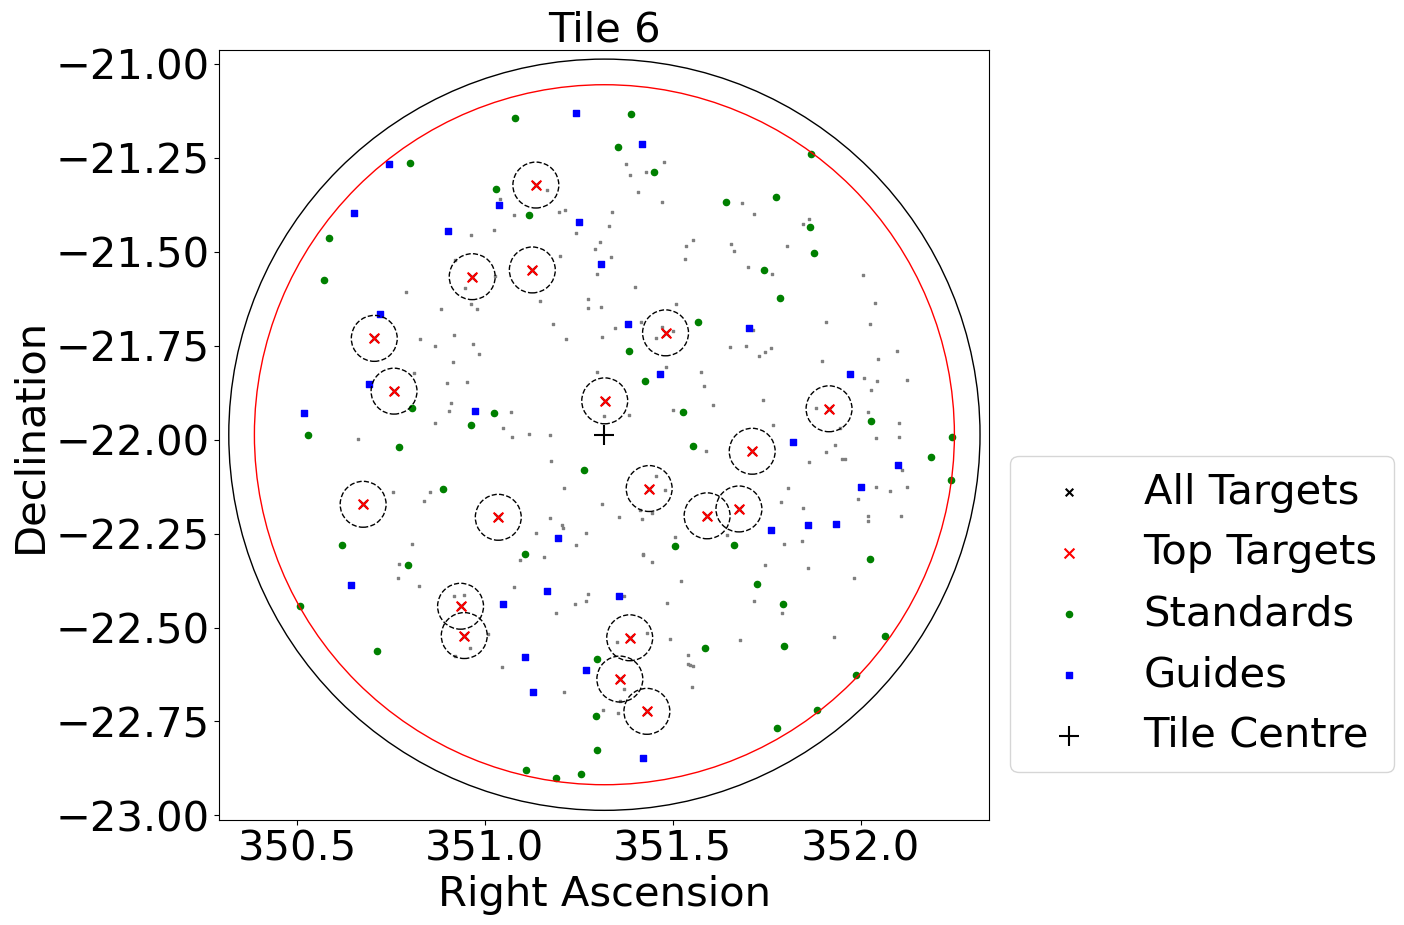 Tile 6
−21.00
−21.25
−21.50
−21.75
−22.00
−22.25
−22.50
−22.75
−23.00
Declination
350.5 351.0 351.5 352.0
Right Ascension
All Targets
Top Targets
Standards
Guides
Tile Centre